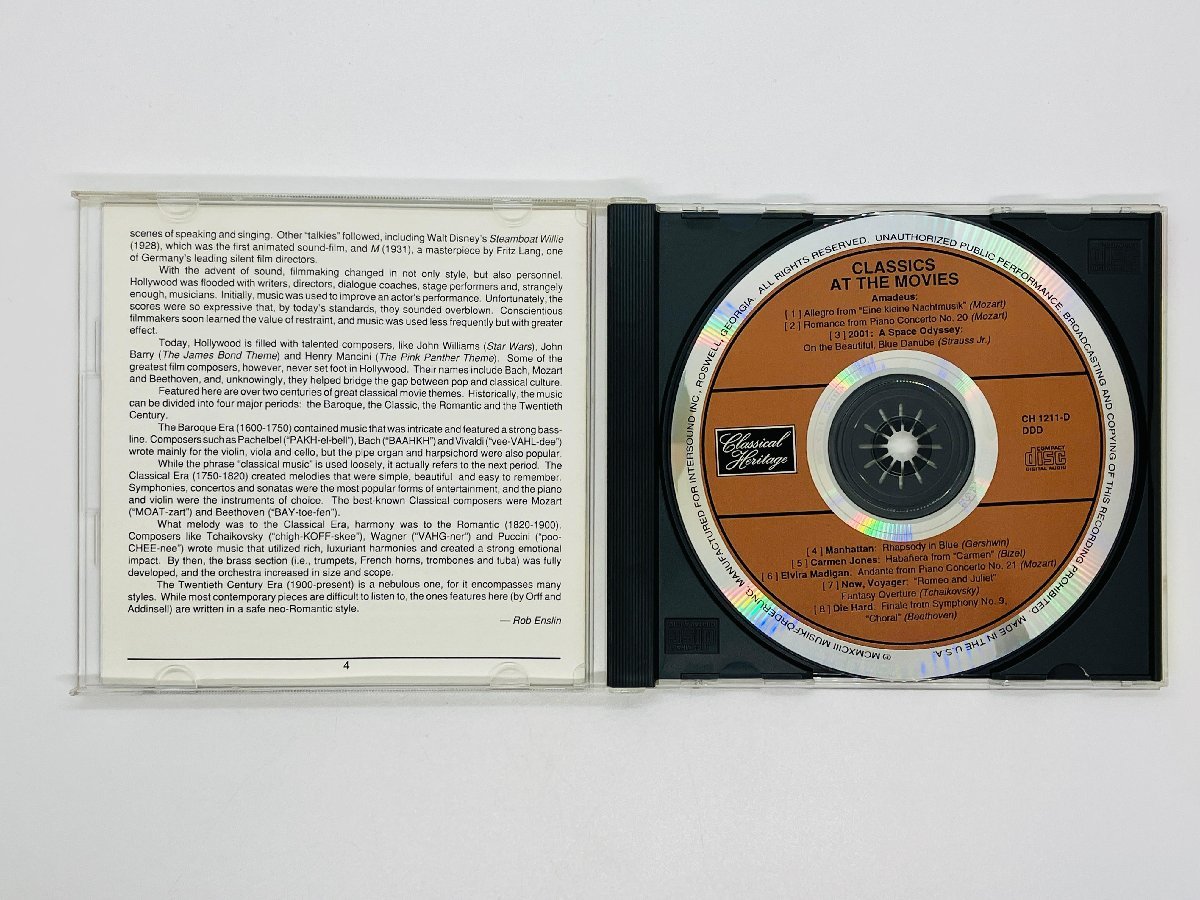 scenes of speaking and singing. Other "talkies" followed, including Walt Disney's Steamboat Willie
(1928), which was the first animated sound-film, and M (1931), a masterpiece by Fritz Lang, one
of Germany's leading silent film directors.
With the advent of sound, filmmaking changed in not only style, but also personnel.
Hollywood was flooded with writers, directors, dialogue coaches, stage performers and, strangely
enough, musicians. Initially, music was used to improve an actor's performance. Unfortunately, the
scores were so expressive that, by today's standards, they sounded overblown. Conscientious
filmmakers soon learned the value of restraint, and music was used less frequently but with greater
effect.
Today, Hollywood is filled with talented composers, like John Williams (Star Wars), John
Barry (The James Bond Theme) and Henry Mancini (The Pink Panther Theme). Some of the
greatest film composers, however, never set foot in Hollywood. Their names include Bach, Mozart
and Beethoven, and, unknowingly, they helped bridge the gap between pop and classical culture.
Featured here are over two centuries of great classical movie themes. Historically, the music
can be divided into four major periods: the Baroque, the Classic, the Romantic and the Twentieth
Century.
The Baroque Era (1600-1750) contained music that was intricate and featured a strong bass-
line. Composers such as Pachelbel ("PAKH-el-bell"), Bach ("BAAHKH") and Vivaldi ("vee-VAHL-dee")
wrote mainly for the violin, viola and cello, but the pipe organ and harpsichord were also popular.
While the phrase "classical music" is used loosely, it actually refers to the next period. The
Classical Era (1750-1820) created melodies that were simple, beautiful and easy to remember.
Symphonies, concertos and sonatas were the most popular forms of entertainment, and the piano
and violin were the instruments of choice. The best-known Classical composers were Mozart
("MOAT-zart") and Beethoven ("BAY-toe-fen").
What melody was to the Classical Era, harmony was to the Romantic (1820-1900).
Composers like Tchaikovsky ("chigh-KOFF-skee"), Wagner ("VAHG-ner") and Puccini ("poo-
CHEE-nee") wrote music that utilized rich, luxuriant harmonies and created a strong emotional
impact. By then, the brass section (i.e., trumpets, French horns, trombones and tuba) was fully
developed, and the orchestra increased in size and scope.
The Twentieth Century Era (1900-present) is a nebulous one, for it encompasses many
styles. While most contemporary pieces are difficult to listen to, the ones features here (by Orff and
Addinsell) are written in a safe neo-Romantic style.
— Rob Enslin
4
MANUFACTURED FOR INTERSOUND INC., ROSWELL, GEORGIA. ALL RIGHTS RESERVED. UNAUTHORIZED PUBLIC PERFORMANCE, BROADCASTING AND COPYING OF THIS RECORDING PROHIBITED. MADE IN THE U.S.A.
℗ MCMXCIII MUSIKFORDERUNG.
CLASSICS
AT THE MOVIES
Amadeus:
[ 1 ] Allegro from "Eine kleine Nachtmusik" (Mozart)
[ 2 ] Romance from Piano Concerto No. 20 (Mozart)
[ 3 ] 2001: A Space Odyssey:
On the Beautiful, Blue Danube (Strauss Jr.)
Classical
Heritage
CH 1211-D
DDD
COMPACT
disc
DIGITAL AUDIO
[ 4 ] Manhattan: Rhapsody in Blue (Gershwin)
[ 5 ] Carmen Jones: Habañera from "Carmen" (Bizet)
[ 6 ] Elvira Madigan: Andante from Piano Concerto No. 21 (Mozart)
[ 7 ] Now, Voyager: "Romeo and Juliet"
Fantasy Overture (Tchaikovsky)
[ 8 ] Die Hard: Finale from Symphony No. 9,
"Choral" (Beethoven)